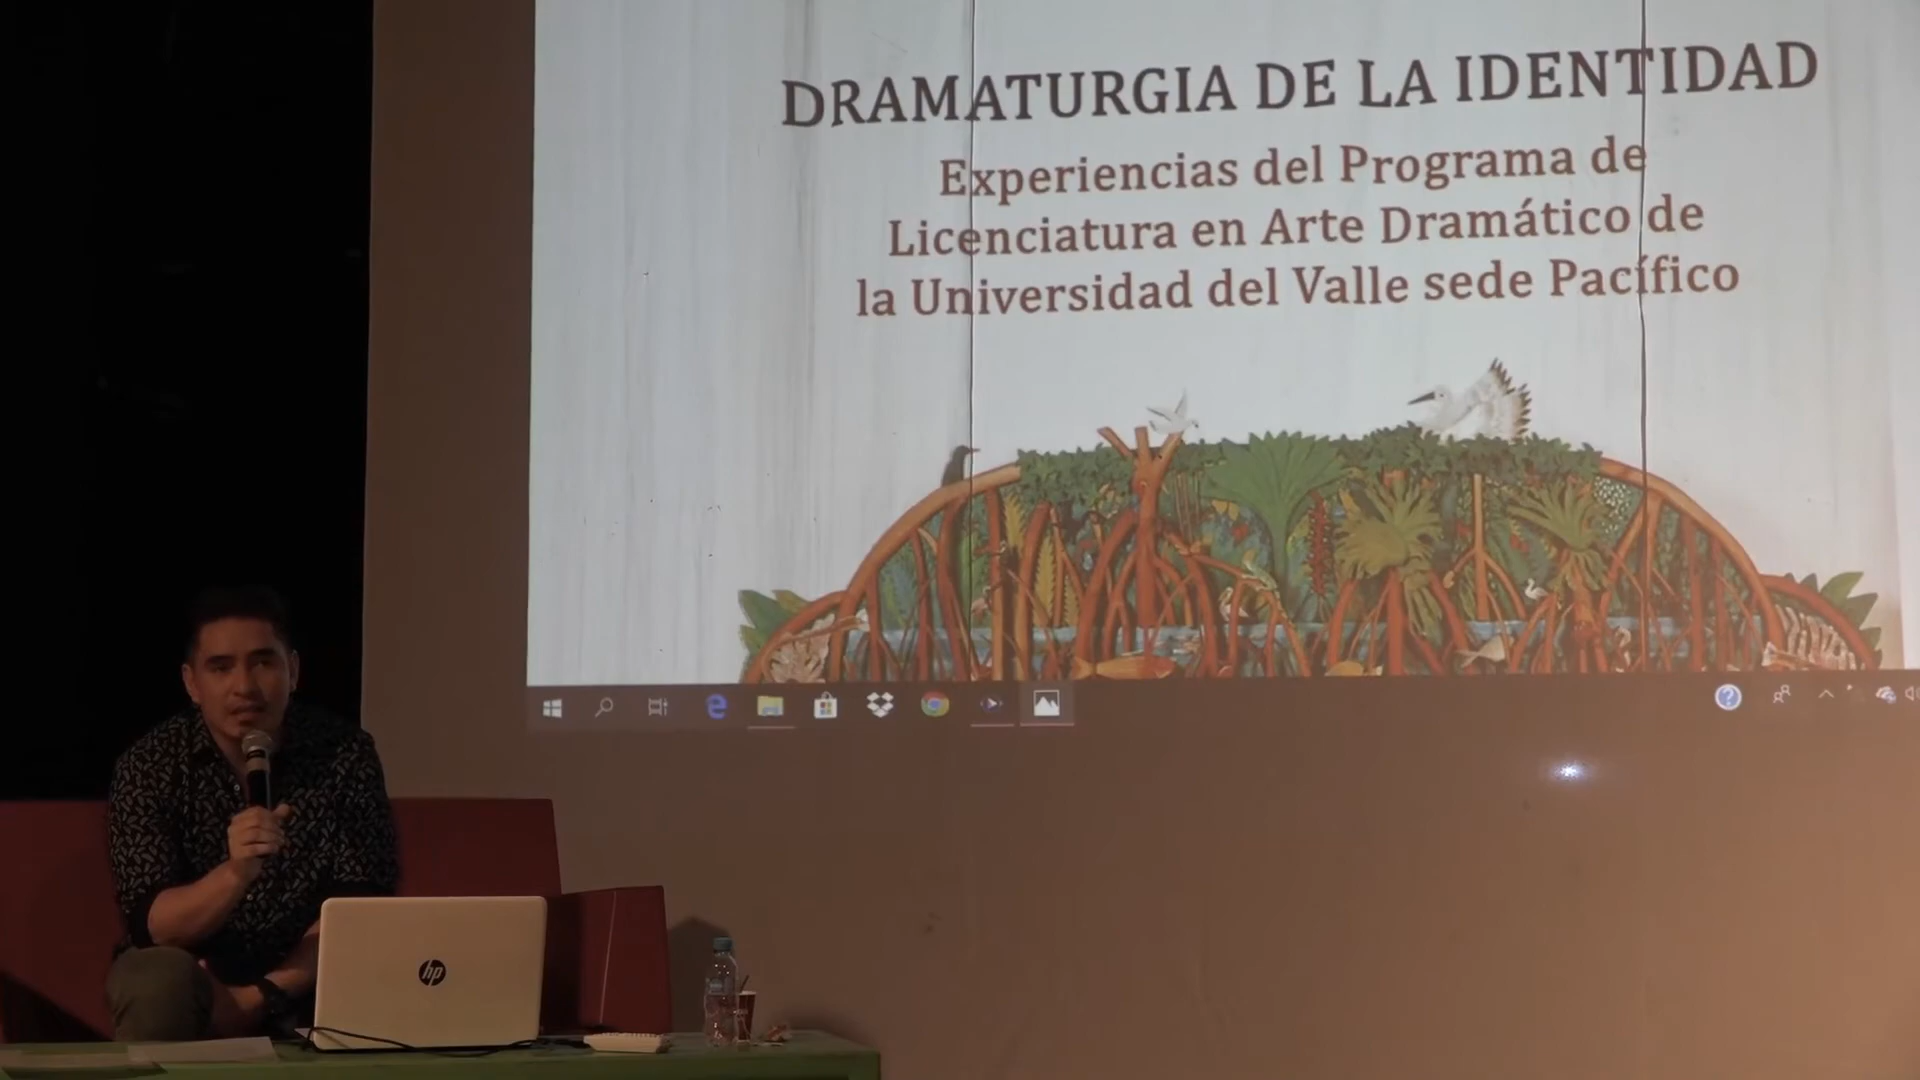 DRAMATURGIA DE LA IDENTIDAD
Experiencias del Programa de
Licenciatura en Arte Dramático de
la Universidad del Valle sede Pacífico
hp